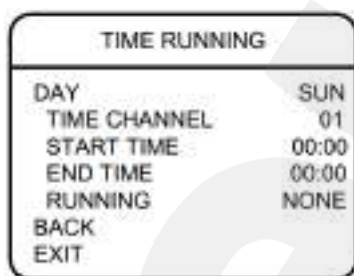 TIME RUNNING
DAY SUN
TIME CHANNEL 01
START TIME 00:00
END TIME 00:00
RUNNING NONE
BACK
EXIT